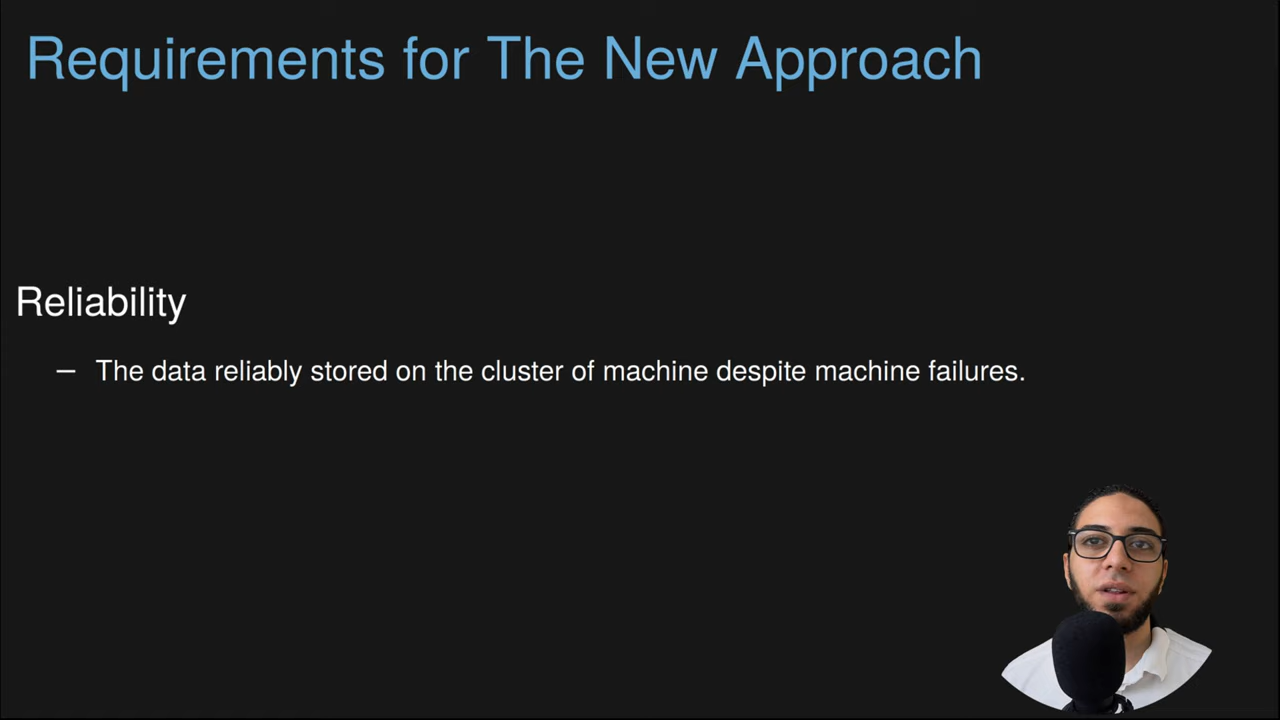 Requirements for The New Approach
Reliability
– The data reliably stored on the cluster of machine despite machine failures.